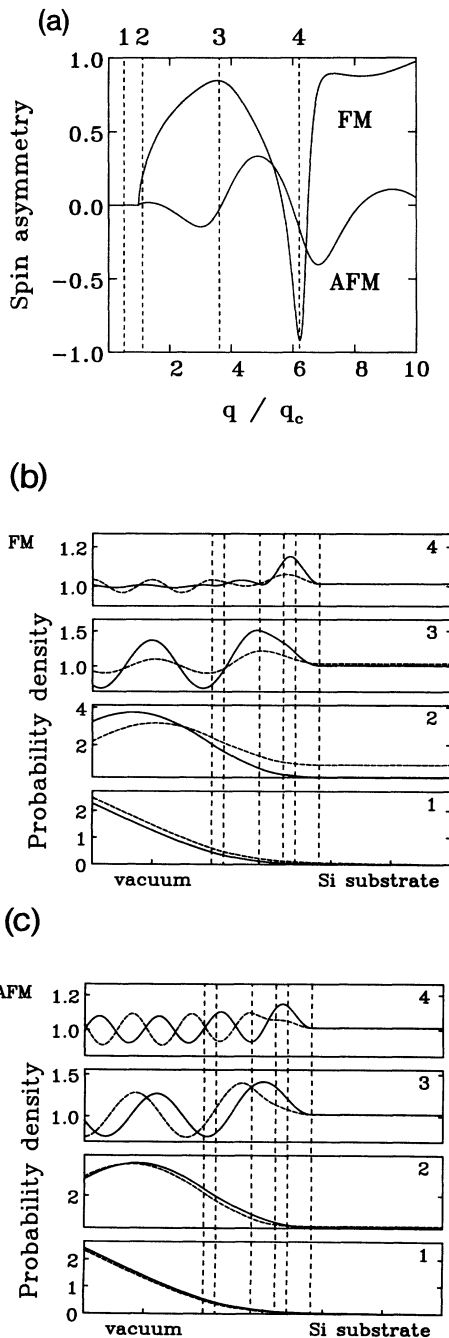 (a)
1 2 3 4
1.0
0.5
0.0
−0.5
−1.0
Spin asymmetry
FM
AFM
2 4 6 8 10
q / q_c
(b)
FM
1.2
1.0
4
1.5
1.0
3
4
2
2
2
1
0
1
Probability density
vacuum Si substrate
(c)
AFM
1.2
1.0
4
1.5
1.0
3
2
2
2
1
0
1
Probability density
vacuum Si substrate